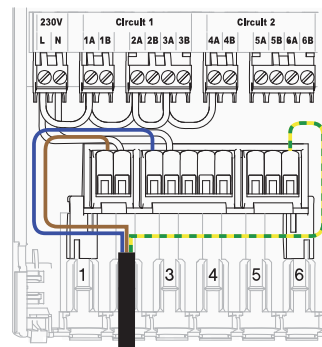 230V Circuit 1 Circuit 2
L N 1A 1B 2A 2B 3A 3B 4A 4B 5A 5B 6A 6B
1 3 4 5 6